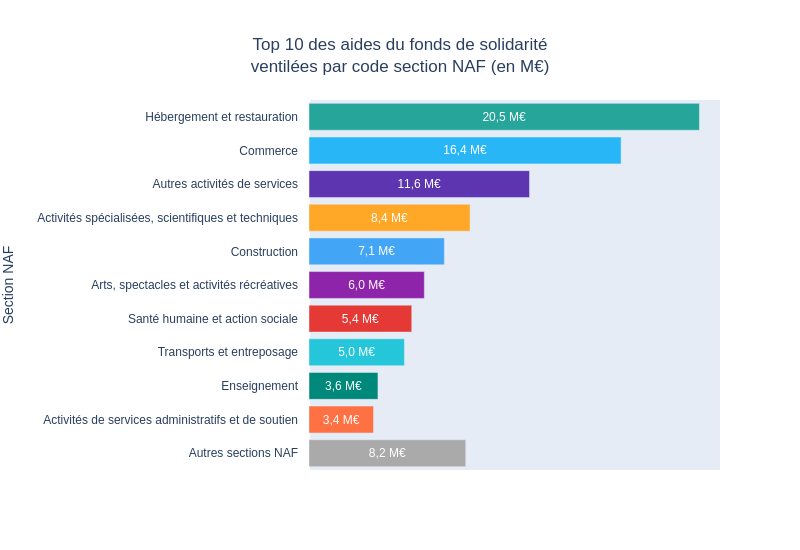 Top 10 des aides du fonds de solidarité
ventilées par code section NAF (en M€)
Section NAF
Hébergement et restauration 20,5 M€
Commerce 16,4 M€
Autres activités de services 11,6 M€
Activités spécialisées, scientifiques et techniques 8,4 M€
Construction 7,1 M€
Arts, spectacles et activités récréatives 6,0 M€
Santé humaine et action sociale 5,4 M€
Transports et entreposage 5,0 M€
Enseignement 3,6 M€
Activités de services administratifs et de soutien 3,4 M€
Autres sections NAF 8,2 M€